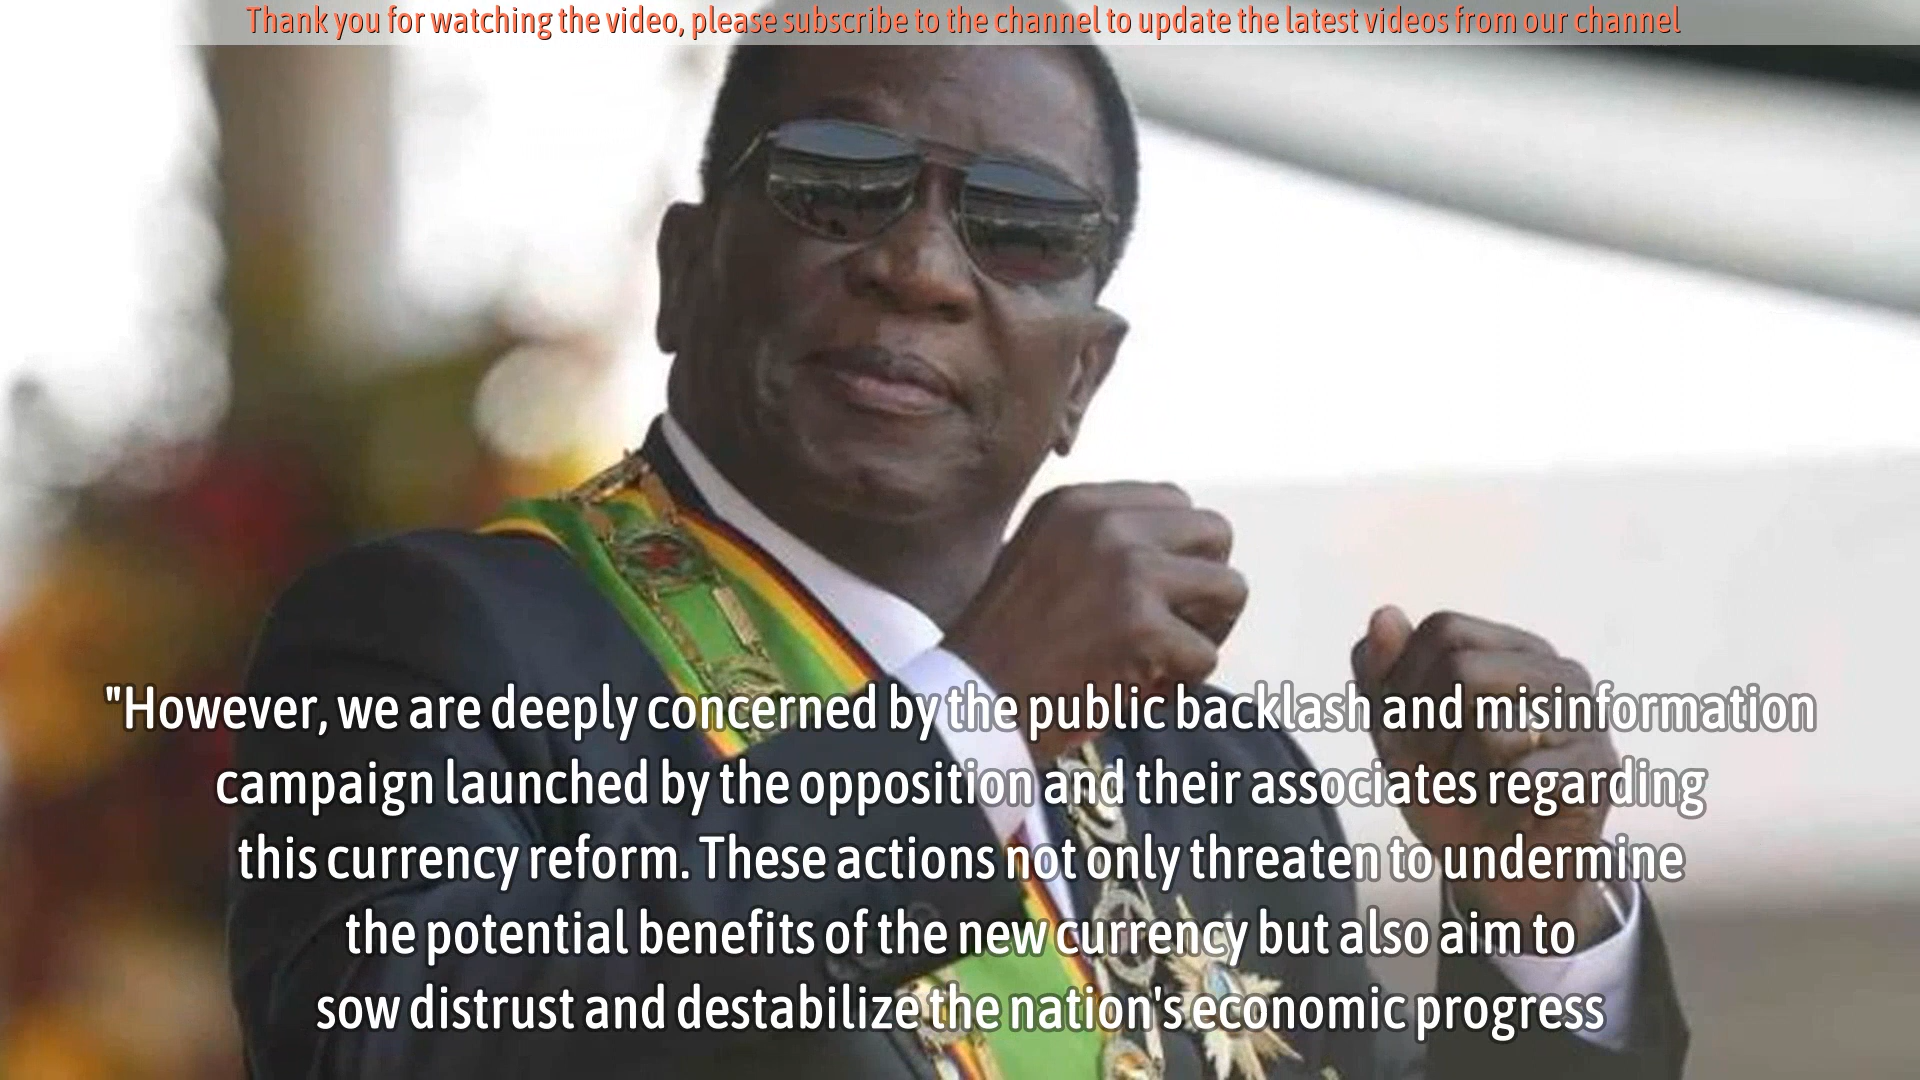 Thank you for watching the video, please subscribe to the channel to update the latest videos from our channel
"However, we are deeply concerned by the public backlash and misinformation
campaign launched by the opposition and their associates regarding
this currency reform. These actions not only threaten to undermine
the potential benefits of the new currency but also aim to
sow distrust and destabilize the nation's economic progress